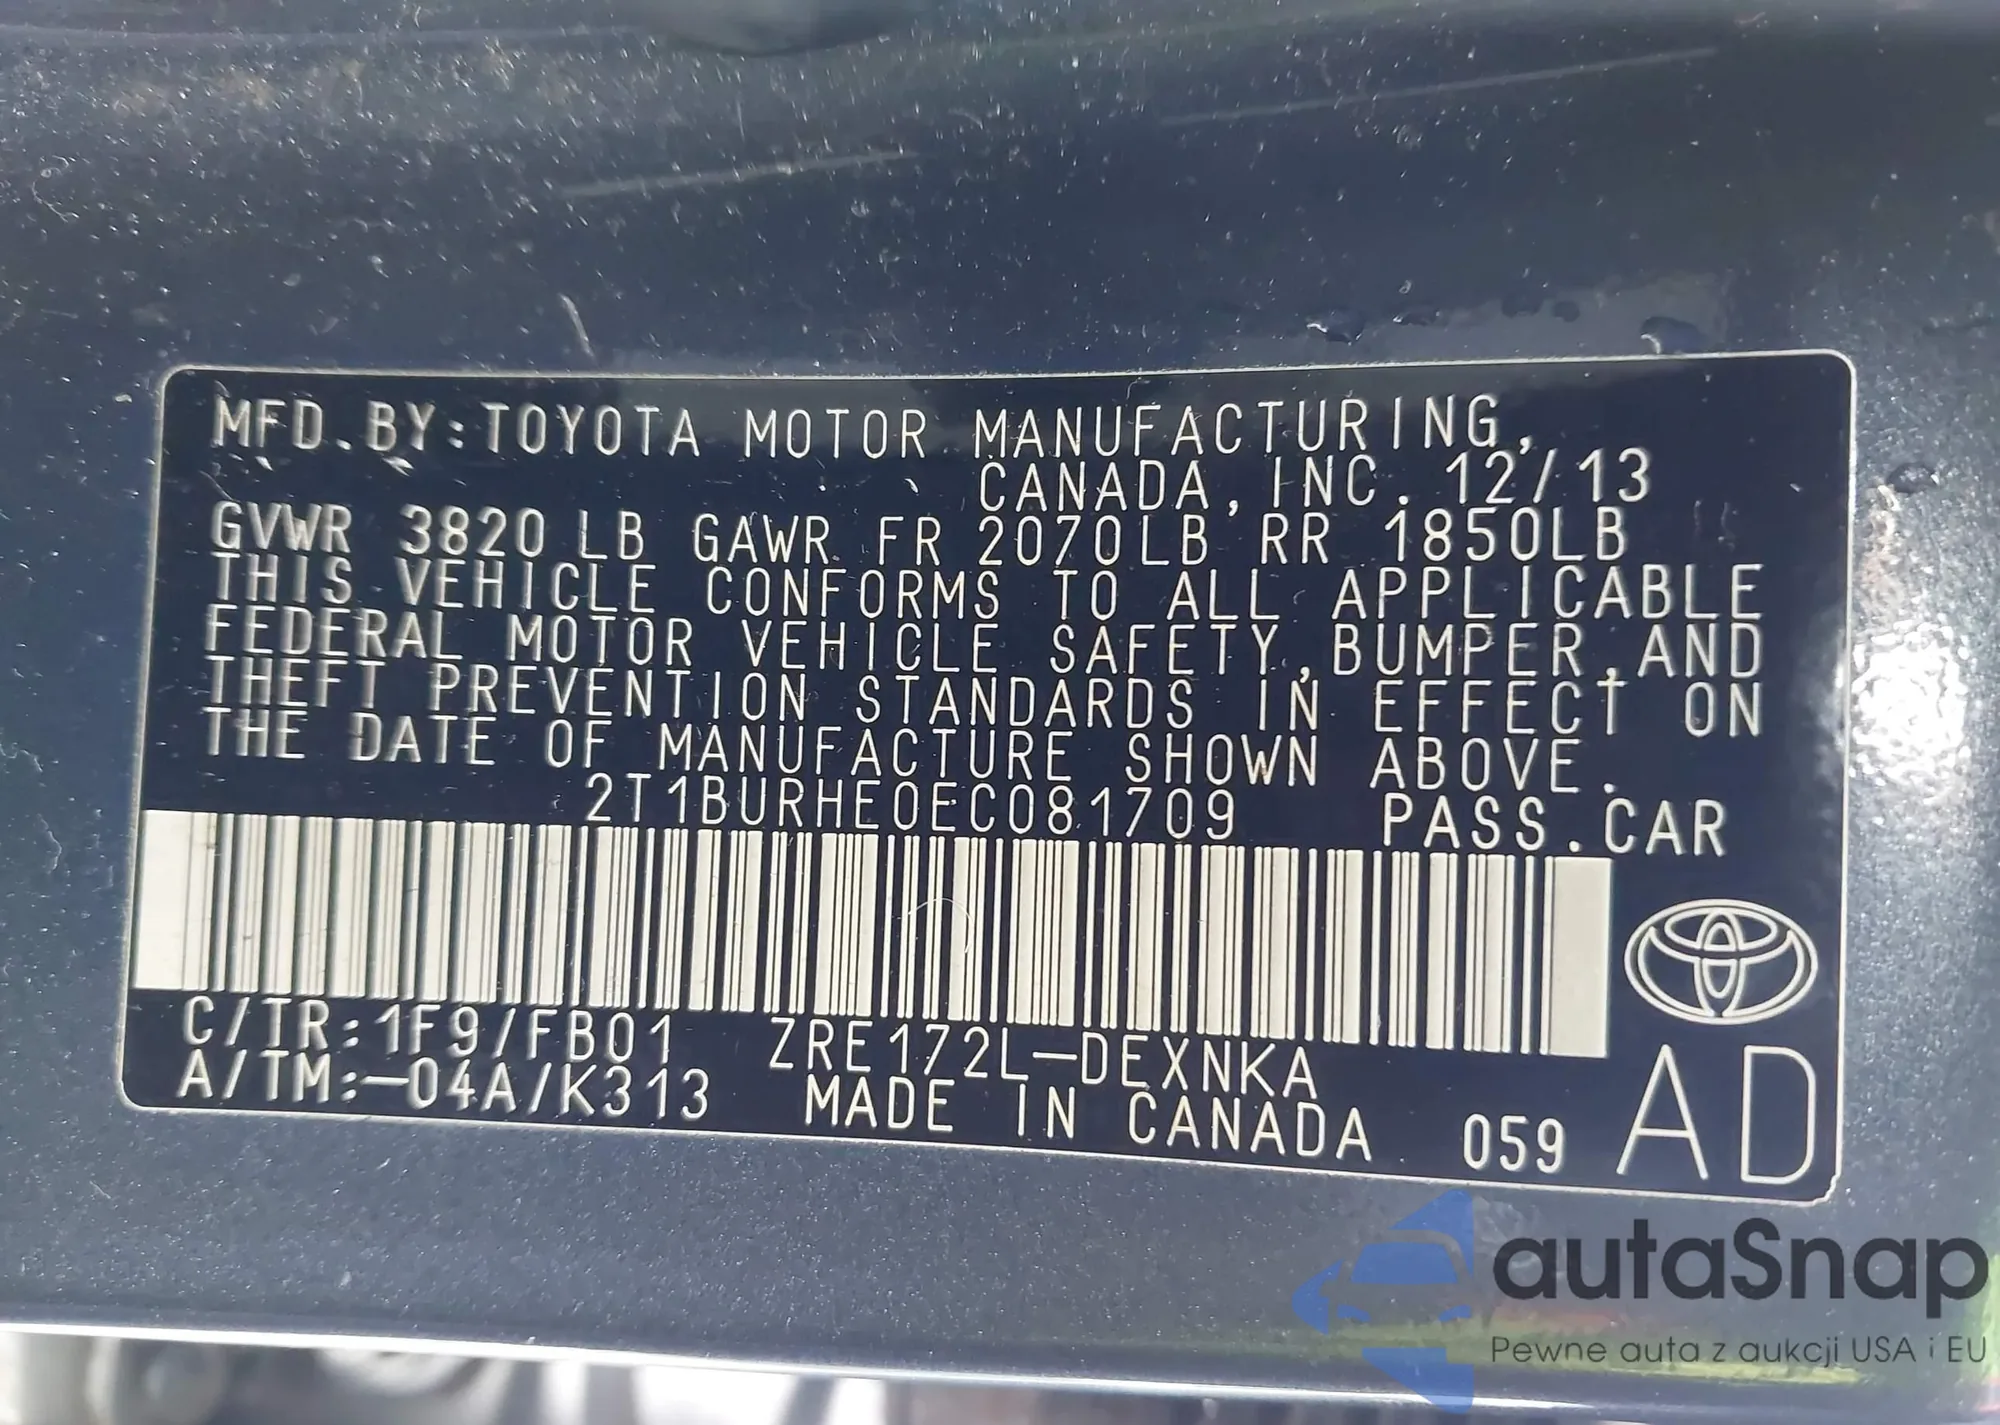 MFD.BY:TOYOTA MOTOR MANUFACTURING,
CANADA,INC. 12/13
GVWR 3820LB GAWR FR 2070LB RR 1850LB
THIS VEHICLE CONFORMS TO ALL APPLICABLE
FEDERAL MOTOR VEHICLE SAFETY,BUMPER,AND
THEFT PREVENTION STANDARDS IN EFFECT ON
THE DATE OF MANUFACTURE SHOWN ABOVE.
2T1BURHE0EC081709 PASS.CAR
C/TR:1F9/FB01 ZRE172L-DEXNKA
A/TM:-04A/K313 MADE IN CANADA 059 AD
autaSnap
Pewne auta z aukcji USA i EU